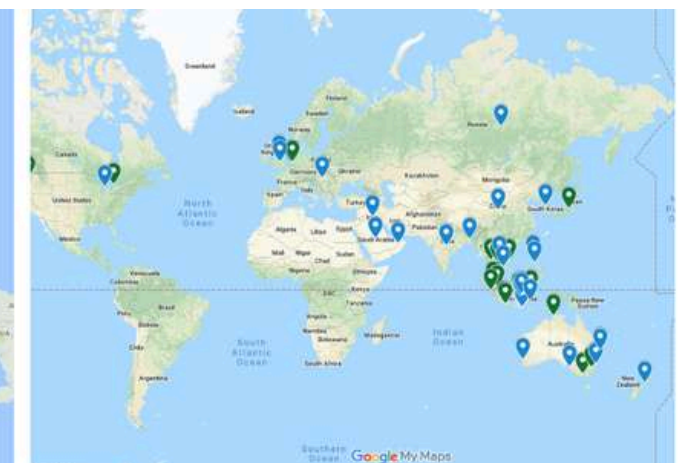 Greenland
Iceland
Finland
Sweden
Norway
Russia
Canada
Germany
Ukraine
France
Kazakhstan
Mongolia
Spain
Italy
Turkey
United States
China
South Korea
Afghanistan
North
Atlantic
Ocean
Pakistan
Algeria
Libya
Egypt
Saudi Arabia
Mexico
Mali
Niger
Chad
Sudan
Nigeria
Ethiopia
Venezuela
Colombia
DRC
Kenya
Tanzania
Papua New
Guinea
Brazil
Peru
Angola
Bolivia
Namibia
Madagascar
Botswana
Indian
Ocean
Chile
South
Atlantic
Ocean
South Africa
Australia
Argentina
New
Zealand
Southern
Ocean
Google My Maps